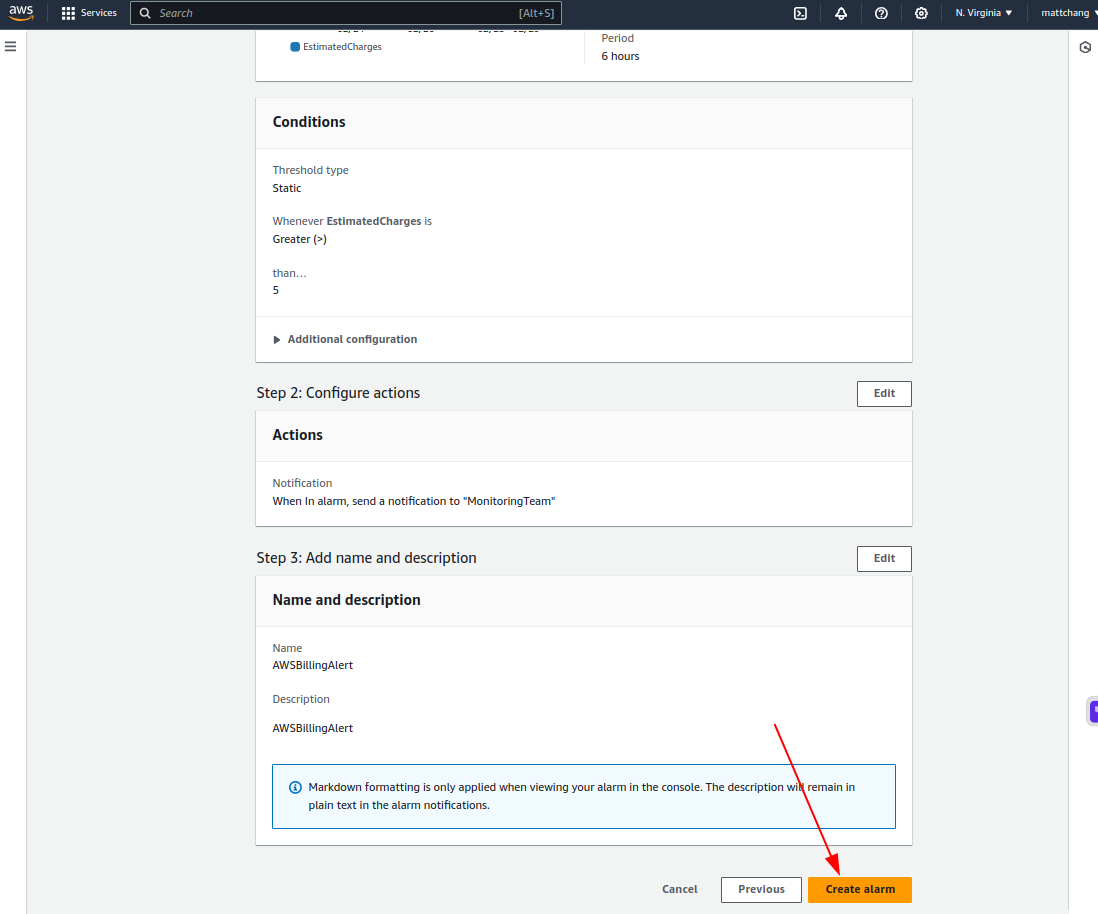 aws
Services
Search
[Alt+S]
N. Virginia
mattchang
EstimatedCharges
Period
6 hours
Conditions
Threshold type
Static
Whenever EstimatedCharges is
Greater (>)
than...
5
Additional configuration
Step 2: Configure actions
Edit
Actions
Notification
When In alarm, send a notification to "MonitoringTeam"
Step 3: Add name and description
Edit
Name and description
Name
AWSBillingAlert
Description
AWSBillingAlert
Markdown formatting is only applied when viewing your alarm in the console. The description will remain in
plain text in the alarm notifications.
Cancel
Previous
Create alarm